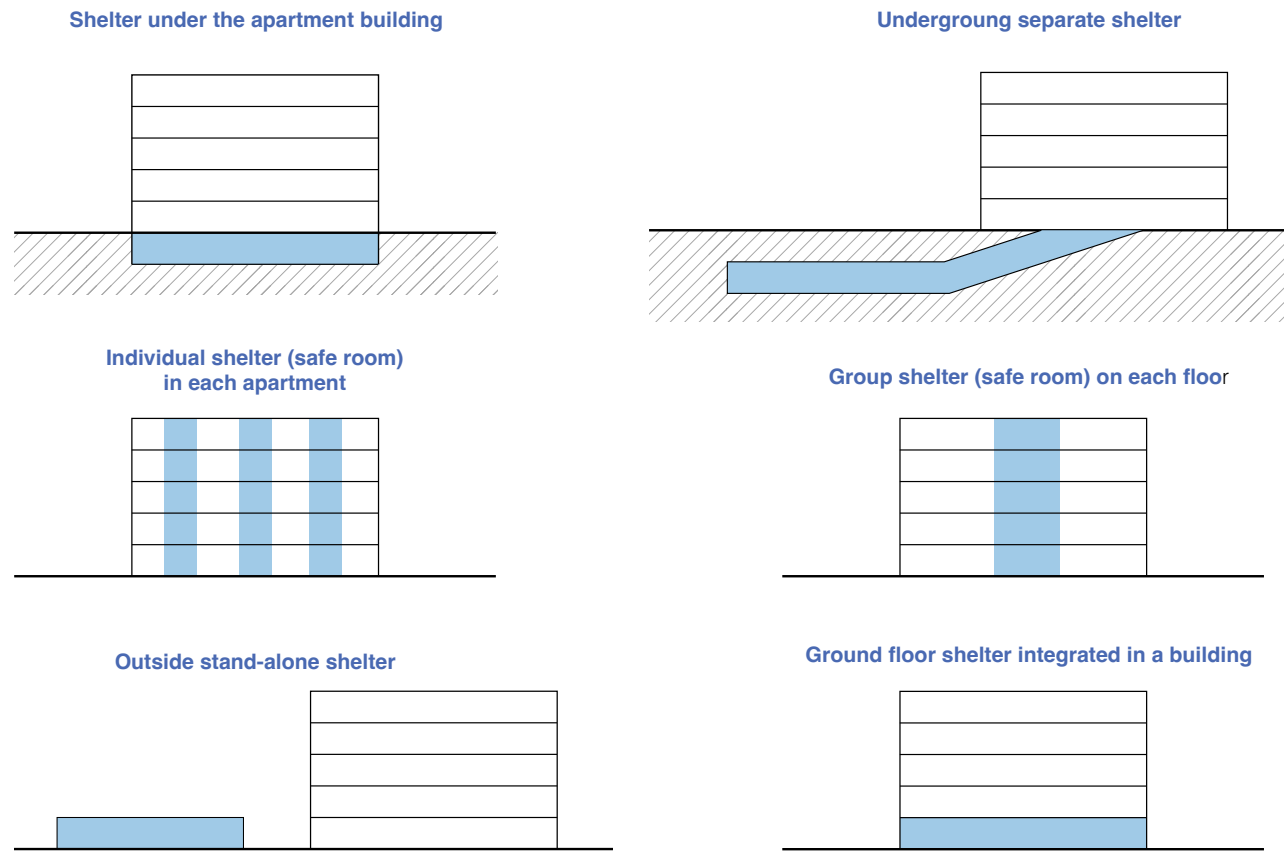 Shelter under the apartment building
Undergroung separate shelter
Individual shelter (safe room)
in each apartment
Group shelter (safe room) on each floor
Outside stand-alone shelter
Ground floor shelter integrated in a building